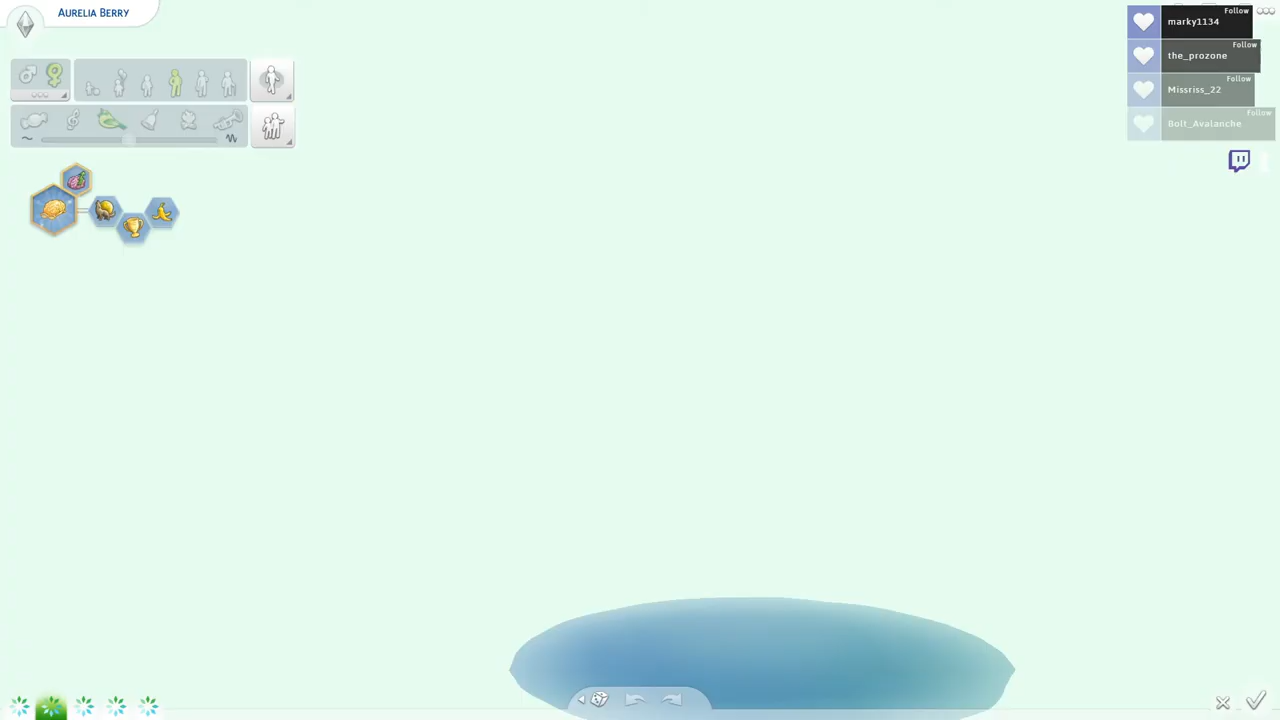 AURELIA BERRY
Follow
marky1134
Follow
the_prozone
Follow
Missriss_22
Follow
Bolt_Avalanche